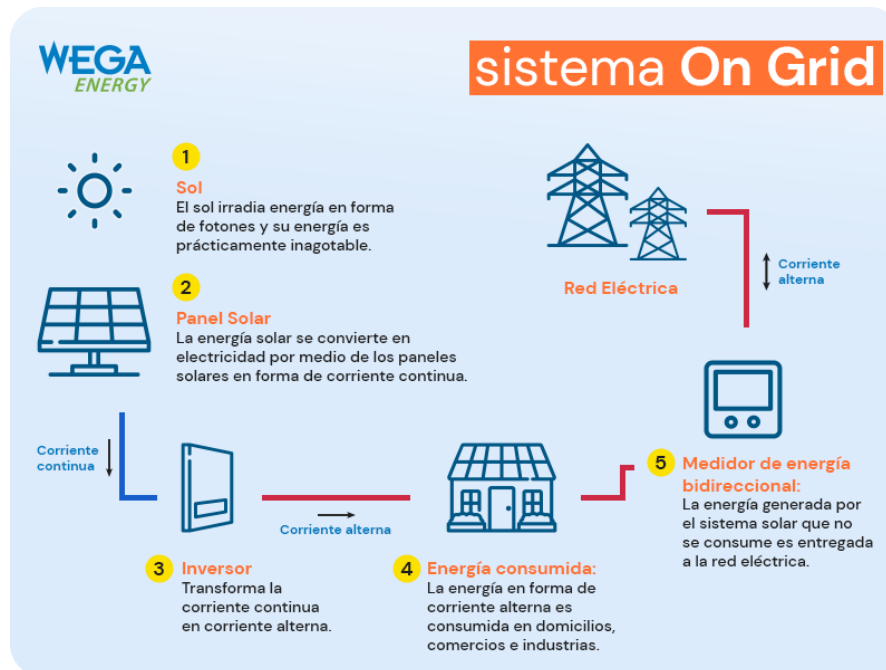 WEGA
ENERGY
sistema On Grid
1
Sol
El sol irradia energía en forma
de fotones y su energía es
prácticamente inagotable.
2
Panel Solar
La energía solar se convierte en
electricidad por medio de los paneles
solares en forma de corriente continua.
Red Eléctrica
Corriente
alterna
Corriente
continua
Corriente alterna
3 Inversor
Transforma la
corriente continua
en corriente alterna.
4 Energía consumida:
La energía en forma de
corriente alterna es
consumida en domicilios,
comercios e industrias.
5 Medidor de energía
bidireccional:
La energía generada por
el sistema solar que no
se consume es entregada
a la red eléctrica.